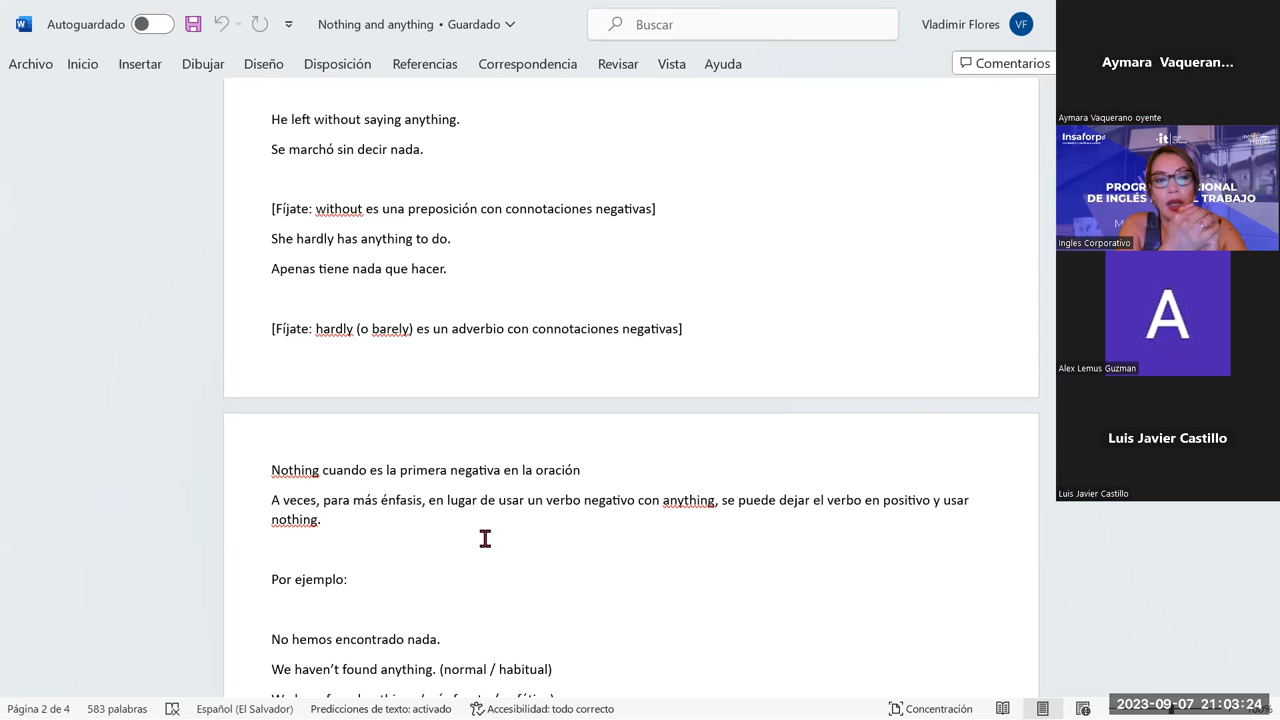 Autoguardado
Nothing and anything • Guardado
Buscar
Vladimir Flores
VF
Archivo
Inicio
Insertar
Dibujar
Diseño
Disposición
Referencias
Correspondencia
Revisar
Vista
Ayuda
Comentarios
He left without saying anything.
Se marchó sin decir nada.
[Fíjate: without es una preposición con connotaciones negativas]
She hardly has anything to do.
Apenas tiene nada que hacer.
[Fíjate: hardly (o barely) es un adverbio con connotaciones negativas]
Nothing cuando es la primera negativa en la oración
A veces, para más énfasis, en lugar de usar un verbo negativo con anything, se puede dejar el verbo en positivo y usar
nothing.
Por ejemplo:
No hemos encontrado nada.
We haven't found anything. (normal / habitual)
Aymara Vaqueran...
Aymara Vaquerano oyente
Insaforp
it
DE INGLÉS
TRABAJO
Ingles Corporativo
A
Alex Lemus Guzman
Luis Javier Castillo
Luis Javier Castillo
Página 2 de 4
583 palabras
Español (El Salvador)
Predicciones de texto: activado
Accesibilidad: todo correcto
Concentración
2023-09-07 21:03:24